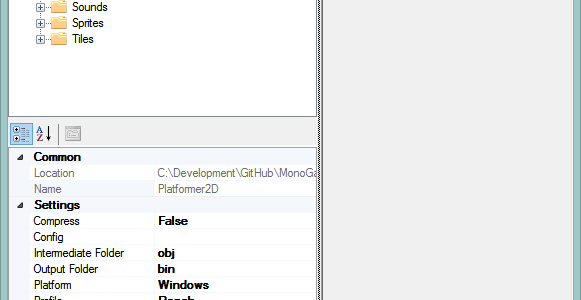 Sounds
Sprites
Tiles
Common
Location C:\Development\GitHub\MonoGa
Name Platformer2D
Settings
Compress False
Config
Intermediate Folder obj
Output Folder bin
Platform Windows
Profile Reach